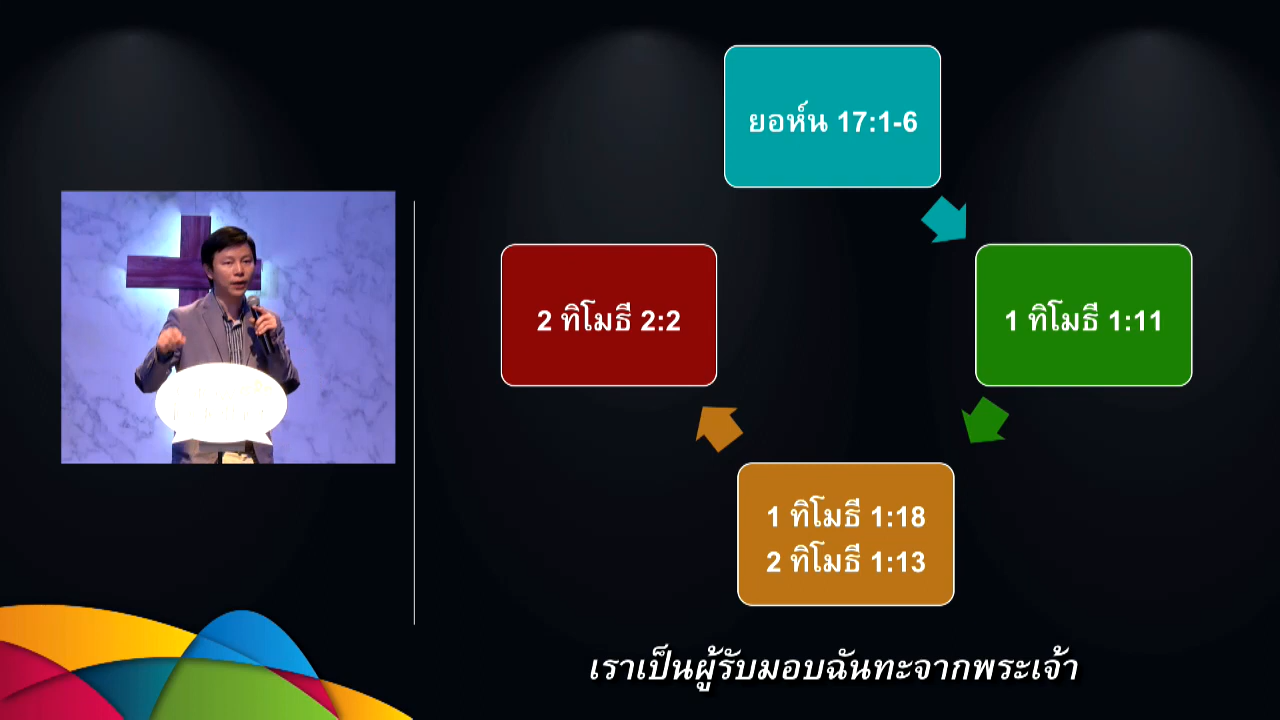 ยอห์น 17:1-6
2 ทิโมธี 2:2
1 ทิโมธี 1:11
1 ทิโมธี 1:18
2 ทิโมธี 1:13
เราเป็นผู้รับมอบฉันทะจากพระเจ้า